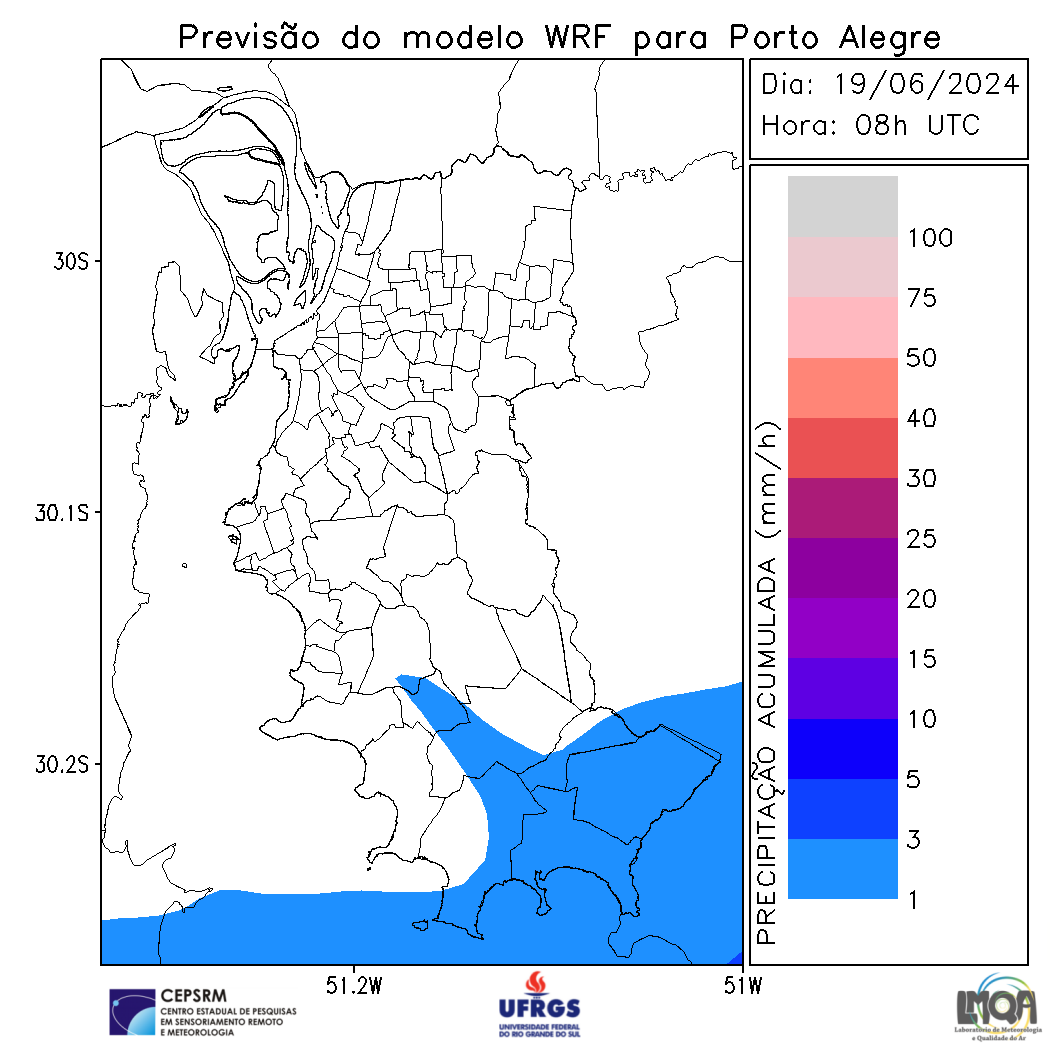 Previsão do modelo WRF para Porto Alegre
Dia: 19/06/2024
Hora: 08h UTC
30S
30.1S
30.2S
51.2W
51W
PRECIPITAÇÃO ACUMULADA (mm/h)
100
75
50
40
30
25
20
15
10
5
3
1
CEPSRM
CENTRO ESTADUAL DE PESQUISAS
EM SENSORIAMENTO REMOTO
E METEOROLOGIA
UFRGS
UNIVERSIDADE FEDERAL
DO RIO GRANDE DO SUL
LMQA
Laboratório de Meteorologia
e Qualidade do Ar